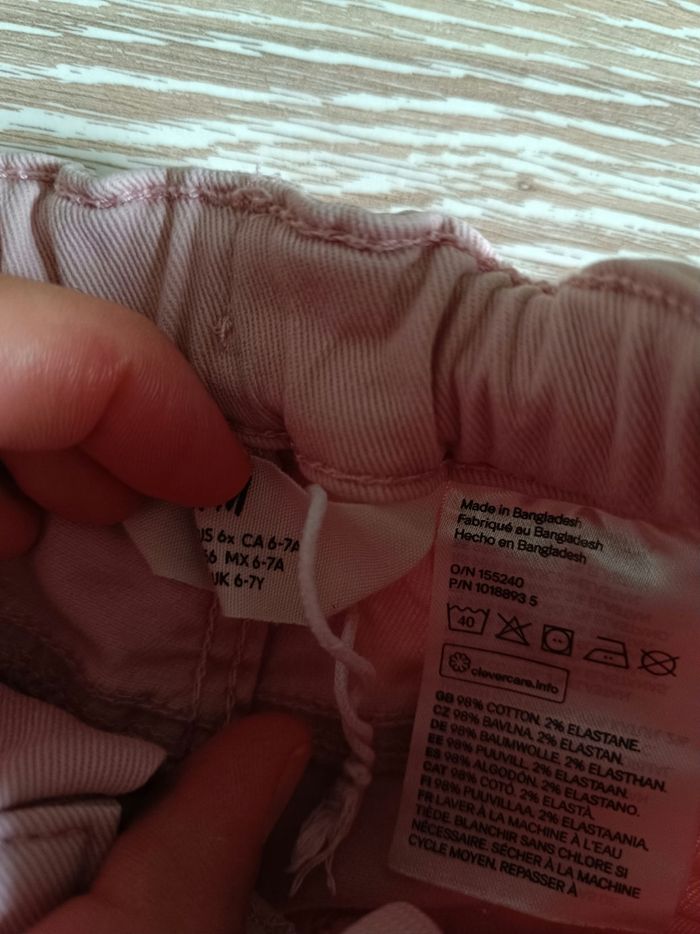 M
US 6x CA 6-7A
56 MX 6-7A
UK 6-7Y
Made in Bangladesh
Fabriqué au Bangladesh
Hecho en Bangladesh
O/N 155240
P/N 1018893 5
40
clevercare.info
GB 98% COTTON, 2% ELASTANE.
CZ 98% BAVLNA, 2% ELASTAN.
DE 98% BAUMWOLLE, 2% ELASTHAN.
EE 98% PUUVILL, 2% ELASTAAN.
ES 98% ALGODÓN, 2% ELASTANO.
CAT 98% COTÓ, 2% ELASTÀ.
FI 98% PUUVILLAA, 2% ELASTAANIA.
FR LAVER À LA MACHINE À L'EAU
TIÈDE. BLANCHIR SANS CHLORE SI
NÉCESSAIRE. SÉCHER À LA MACHINE
CYCLE MOYEN. REPASSER À